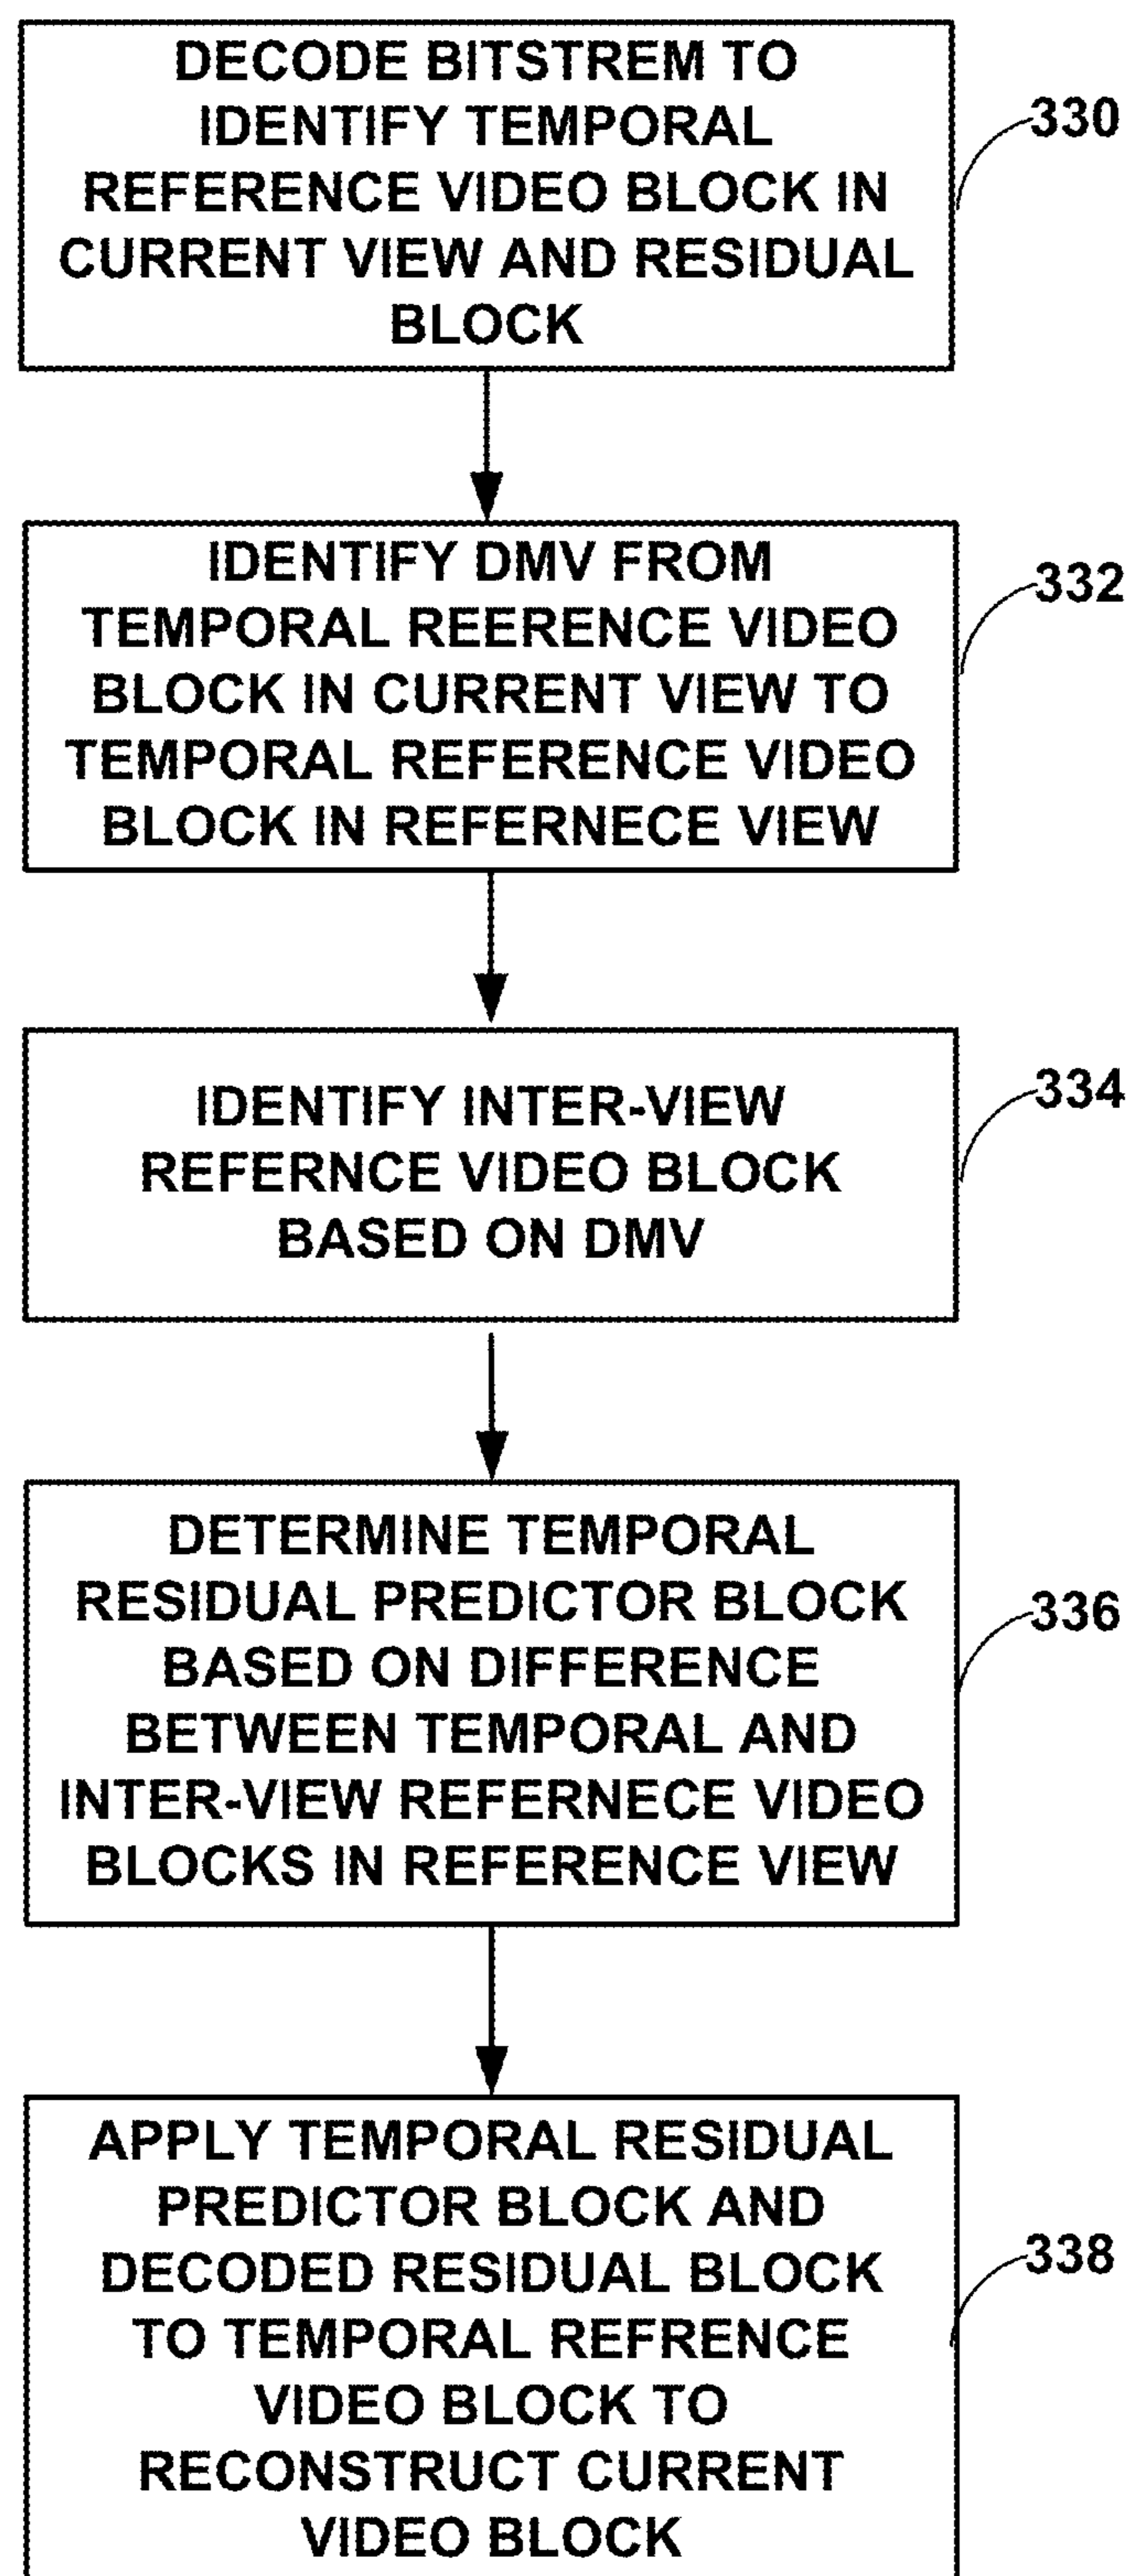 DECODE BITSTREM TO
IDENTIFY TEMPORAL
REFERENCE VIDEO BLOCK IN
CURRENT VIEW AND RESIDUAL
BLOCK
330
IDENTIFY DMV FROM
TEMPORAL REERENCE VIDEO
BLOCK IN CURRENT VIEW TO
TEMPORAL REFERENCE VIDEO
BLOCK IN REFERNECE VIEW
332
IDENTIFY INTER-VIEW
REFERNCE VIDEO BLOCK
BASED ON DMV
334
DETERMINE TEMPORAL
RESIDUAL PREDICTOR BLOCK
BASED ON DIFFERENCE
BETWEEN TEMPORAL AND
INTER-VIEW REFERNECE VIDEO
BLOCKS IN REFERENCE VIEW
336
APPLY TEMPORAL RESIDUAL
PREDICTOR BLOCK AND
DECODED RESIDUAL BLOCK
TO TEMPORAL REFRENCE
VIDEO BLOCK TO
RECONSTRUCT CURRENT
VIDEO BLOCK
338